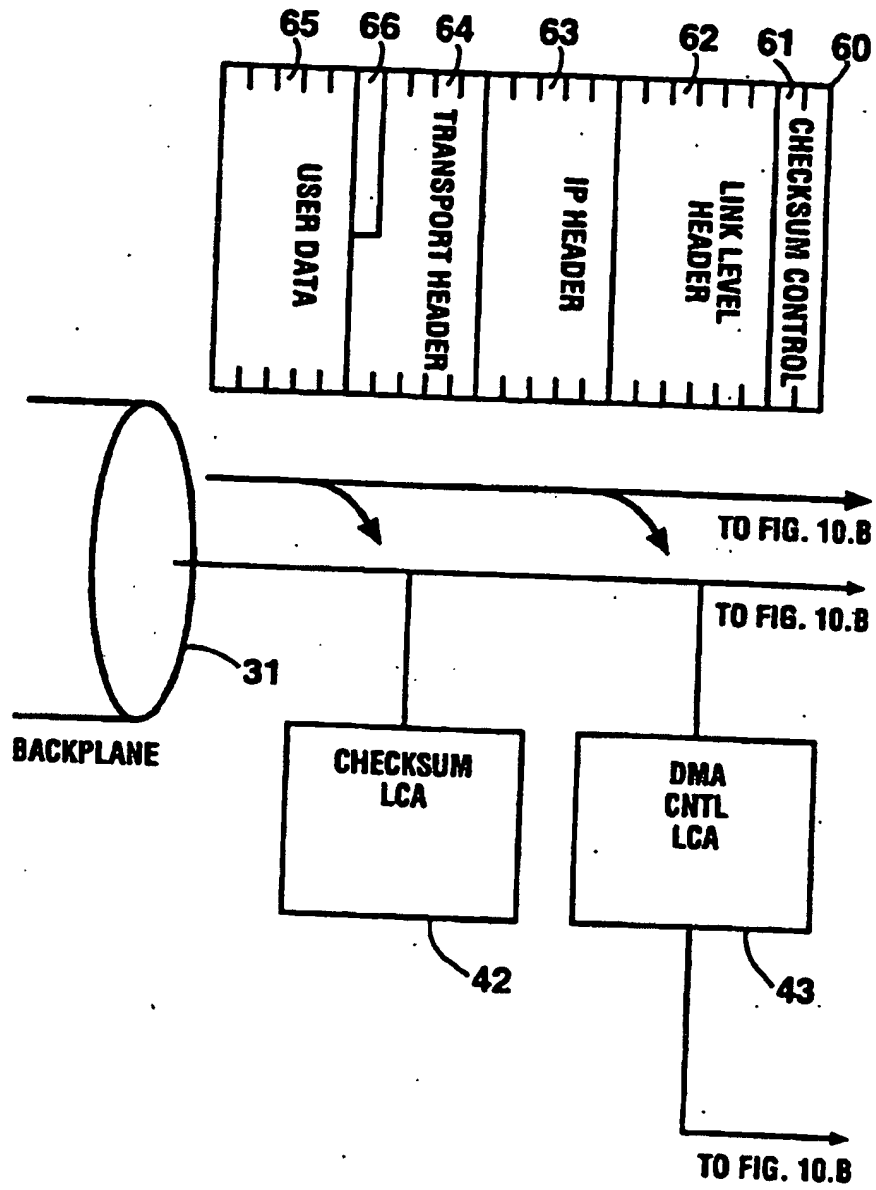 65 66 64 63 62 61 60
USER DATA
TRANSPORT HEADER
IP HEADER
LINK LEVEL
HEADER
CHECKSUM CONTROL
TO FIG. 10.B
TO FIG. 10.B
31
BACKPLANE
CHECKSUM
LCA
DMA
CNTL
LCA
42
43
TO FIG. 10.B